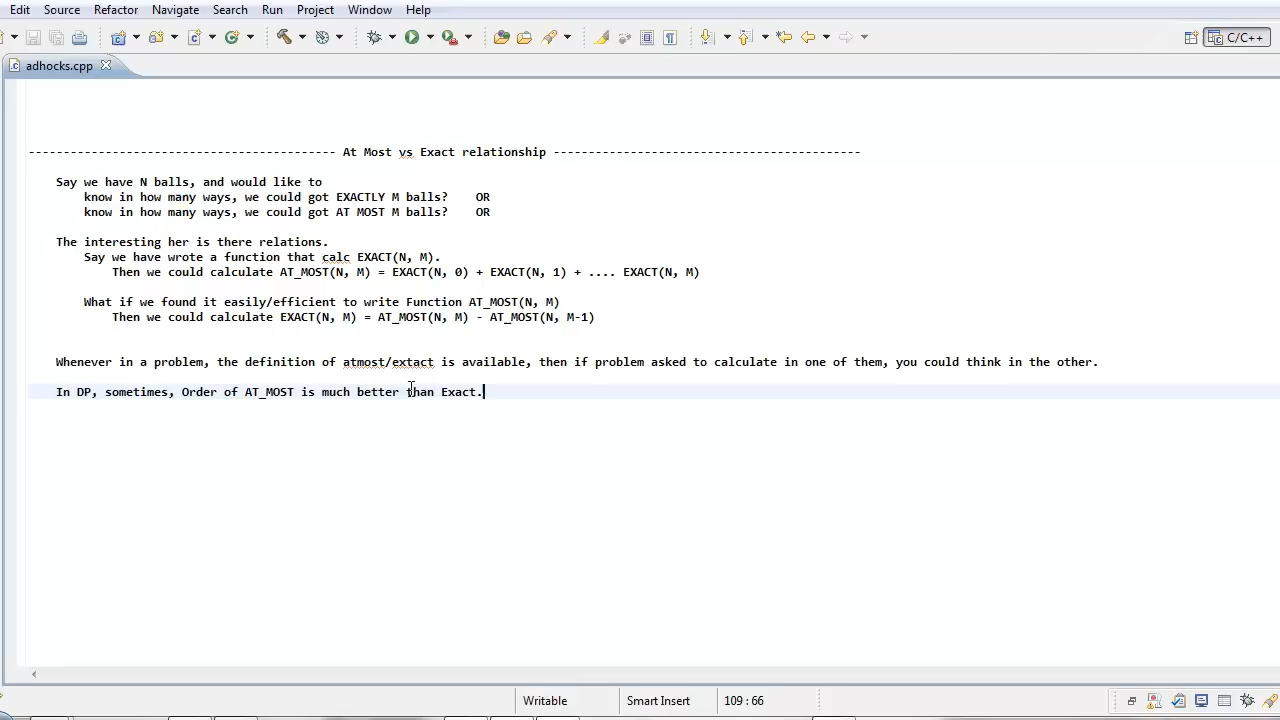 Edit Source Refactor Navigate Search Run Project Window Help
C/C++
adhocks.cpp
-------------------------------------------- At Most vs Exact relationship --------------------------------------------
Say we have N balls, and would like to
know in how many ways, we could got EXACTLY M balls? OR
know in how many ways, we could got AT MOST M balls? OR
The interesting her is there relations.
Say we have wrote a function that calc EXACT(N, M).
Then we could calculate AT_MOST(N, M) = EXACT(N, 0) + EXACT(N, 1) + .... EXACT(N, M)
What if we found it easily/efficient to write Function AT_MOST(N, M)
Then we could calculate EXACT(N, M) = AT_MOST(N, M) - AT_MOST(N, M-1)
Whenever in a problem, the definition of atmost/extact is available, then if problem asked to calculate in one of them, you could think in the other.
In DP, sometimes, Order of AT_MOST is much better than Exact.
Writable Smart Insert 109 : 66